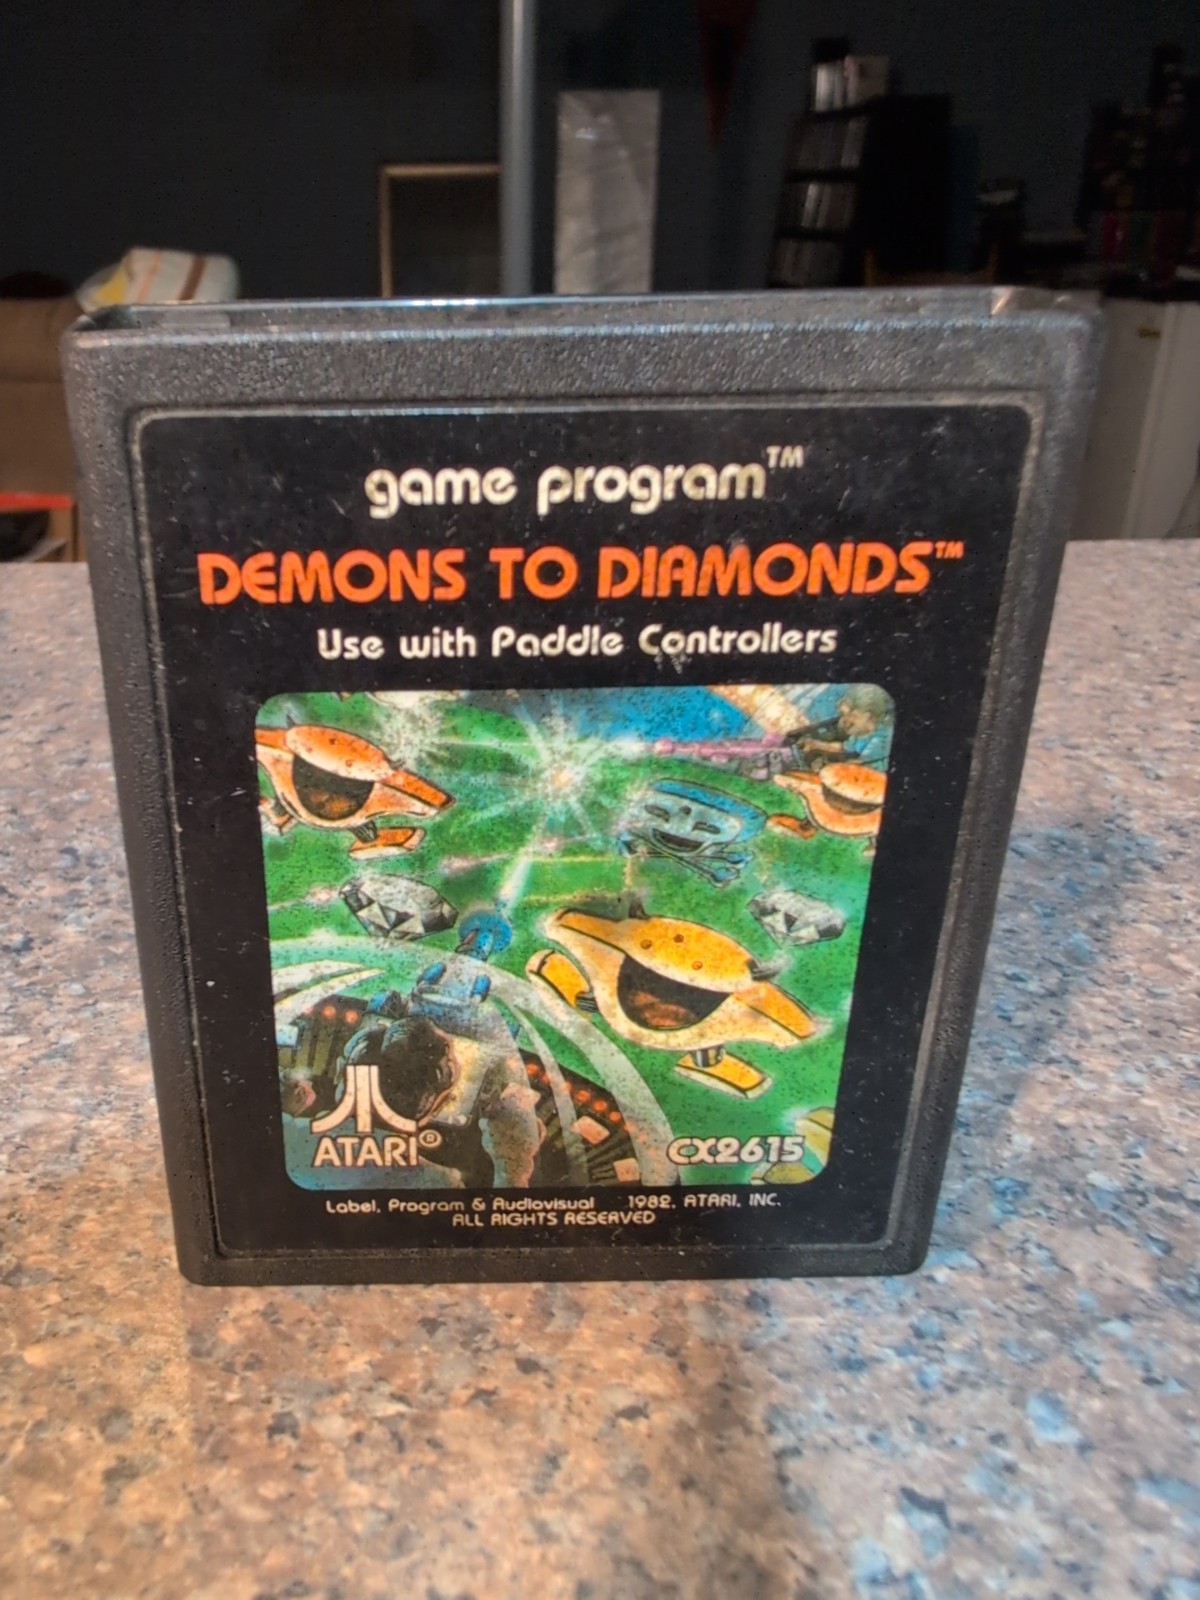 game program™
DEMONS TO DIAMONDS™
Use with Paddle Controllers
ATARI®
CX2615
Label, Program & Audiovisual 1982, ATARI, INC.
ALL RIGHTS RESERVED